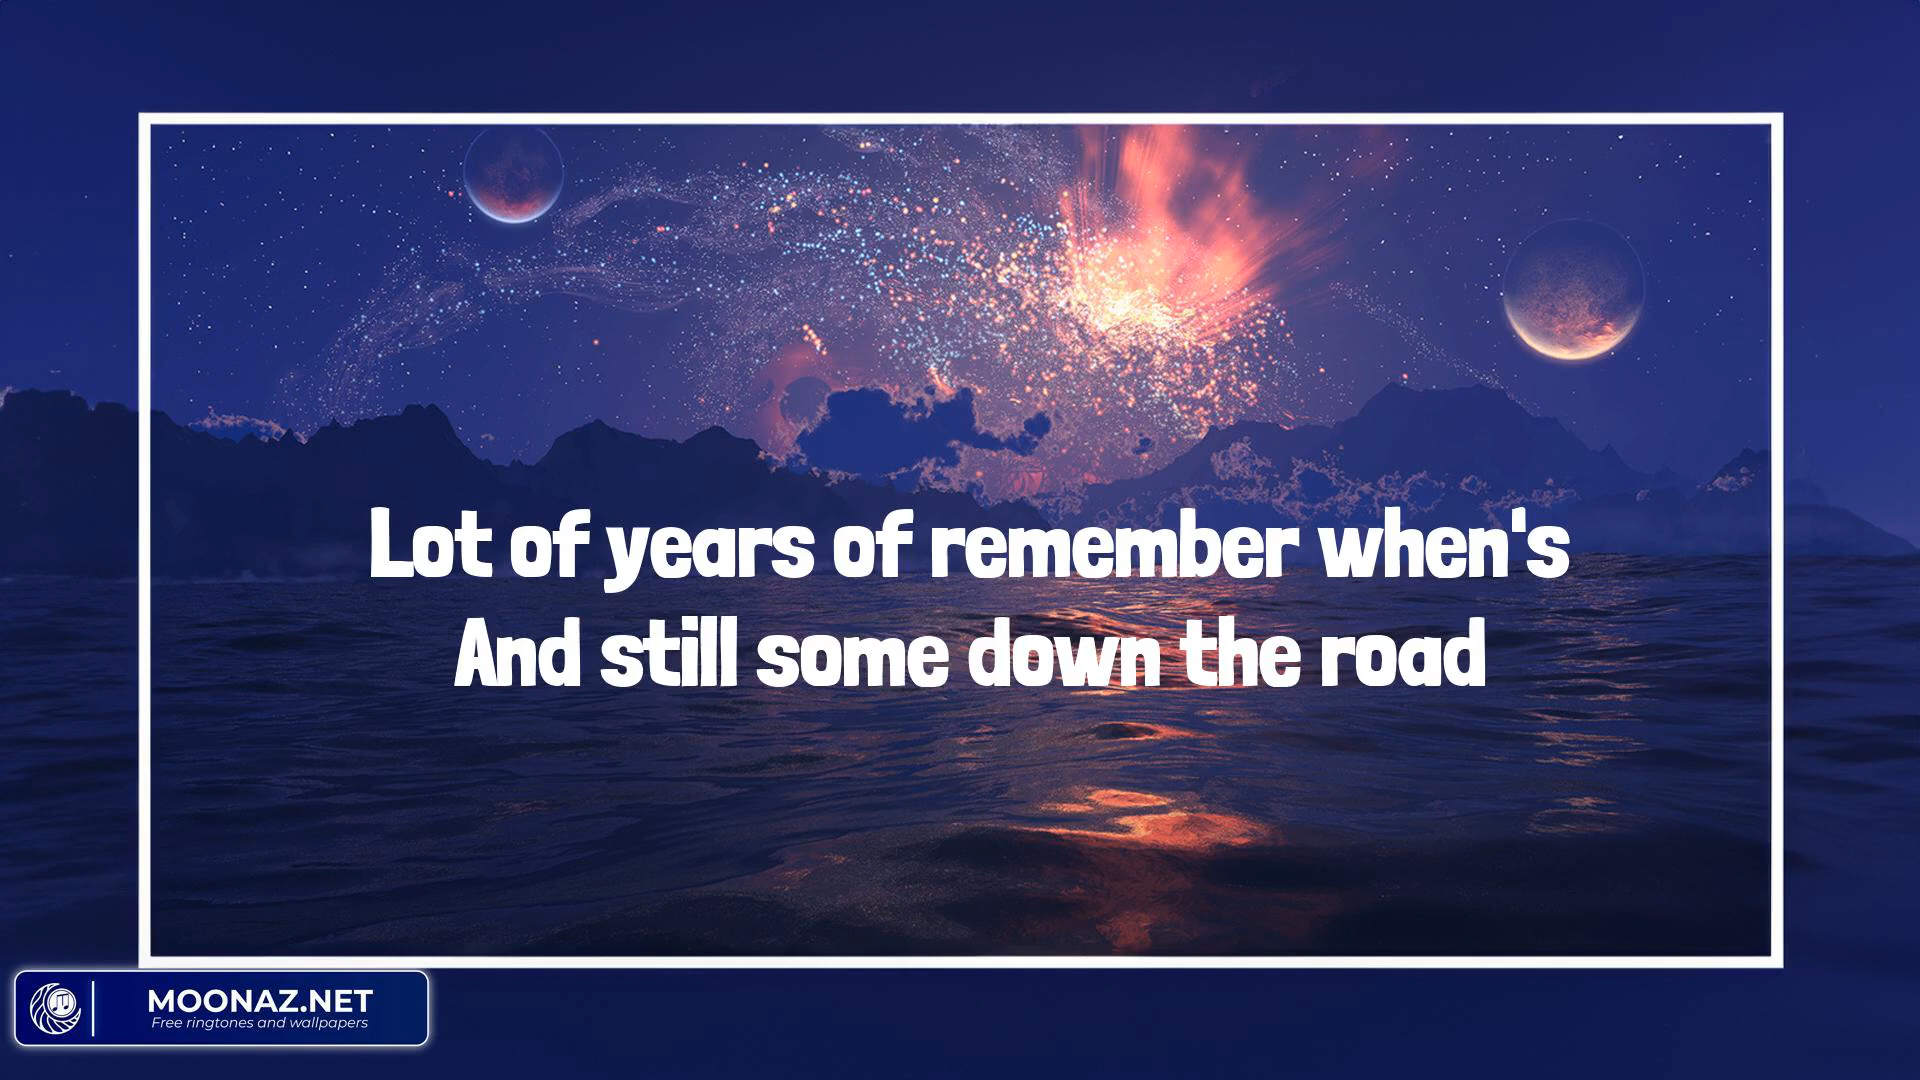 Lot of years of remember when's
And still some down the road
MOONAZ.NET
Free ringtones and wallpapers